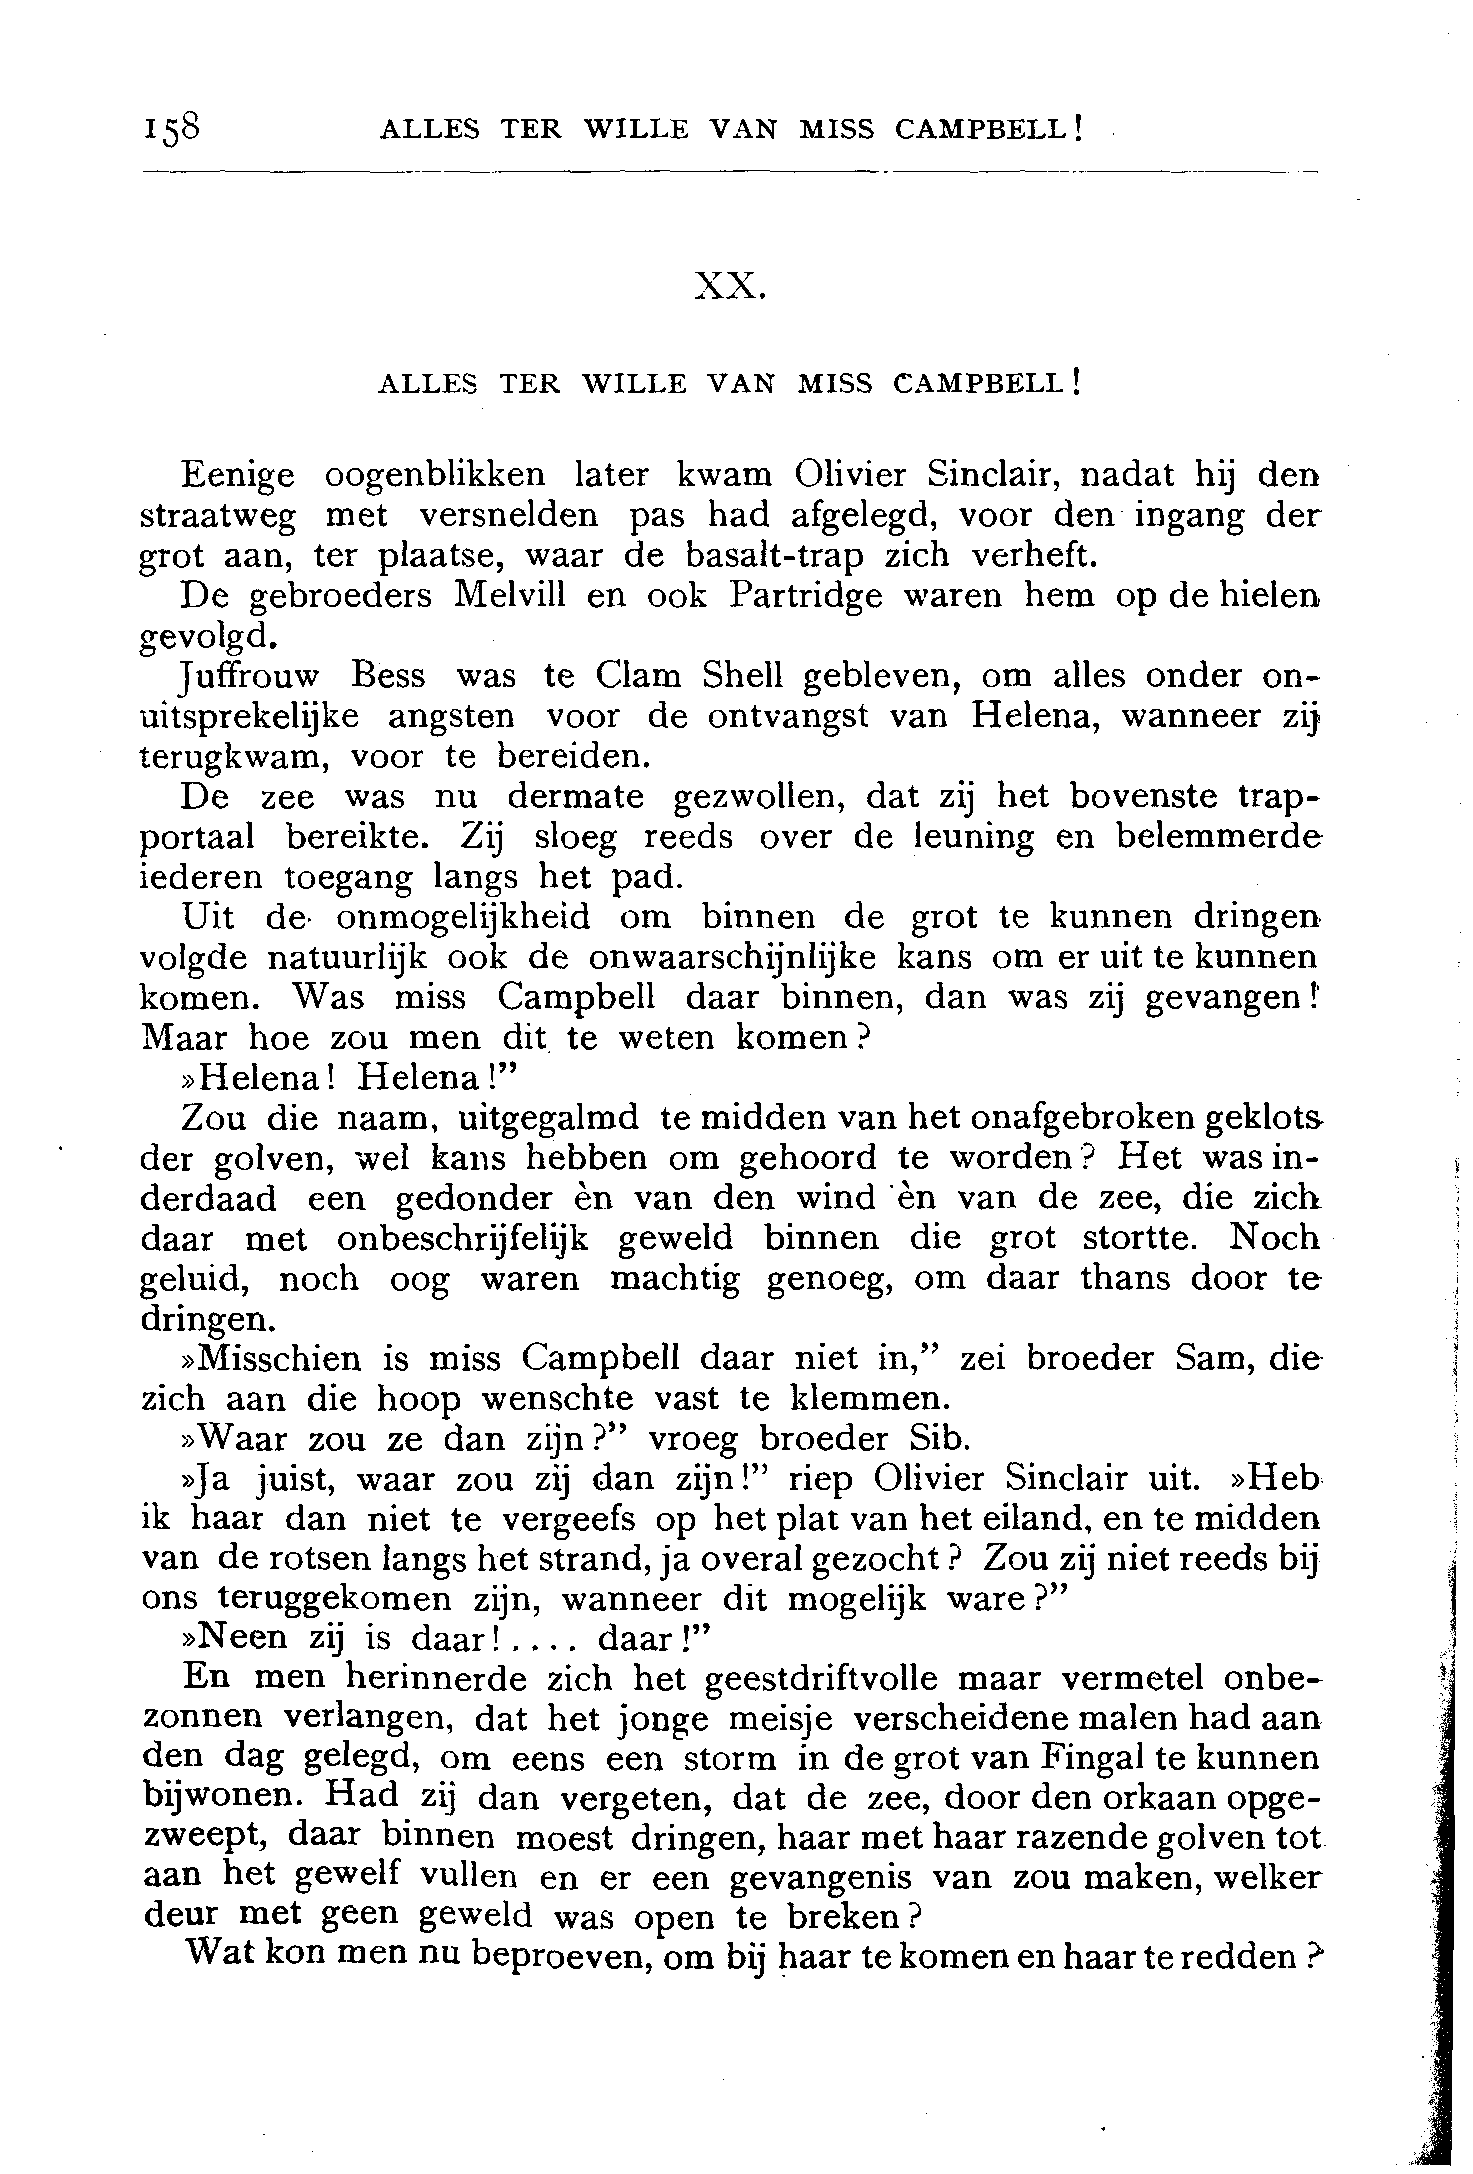 158 ALLES TER WILLE VAN MISS CAMPBELL!
XX.
ALLES TER WILLE VAN MISS CAMPBELL!
Eenige oogenblikken later kwam Olivier Sinclair, nadat hij den
straatweg met versnelden pas had afgelegd, voor den ingang der
grot aan, ter plaatse, waar de basalt-trap zich verheft.
De gebroeders Melvill en ook Partridge waren hem op de hielen
gevolgd.
Juffrouw Bess was te Clam Shell gebleven, om alles onder on-
uitsprekelijke angsten voor de ontvangst van Helena, wanneer zij
terugkwam, voor te bereiden.
De zee was nu dermate gezwollen, dat zij het bovenste trap-
portaal bereikte. Zij sloeg reeds over de leuning en belemmerde
iederen toegang langs het pad.
Uit de onmogelijkheid om binnen de grot te kunnen dringen
volgde natuurlijk ook de onwaarschijnlijke kans om er uit te kunnen
komen. Was miss Campbell daar binnen, dan was zij gevangen!
Maar hoe zou men dit te weten komen?
»Helena! Helena!”
Zou die naam, uitgegalmd te midden van het onafgebroken geklots
der golven, wel kans hebben om gehoord te worden? Het was in-
derdaad een gedonder èn van den wind èn van de zee, die zich
daar met onbeschrijfelijk geweld binnen die grot stortte. Noch
geluid, noch oog waren machtig genoeg, om daar thans door te
dringen.
»Misschien is miss Campbell daar niet in,” zei broeder Sam, die
zich aan die hoop wenschte vast te klemmen.
»Waar zou ze dan zijn?” vroeg broeder Sib.
»Ja juist, waar zou zij dan zijn!” riep Olivier Sinclair uit. »Heb
ik haar dan niet te vergeefs op het plat van het eiland, en te midden
van de rotsen langs het strand, ja overal gezocht? Zou zij niet reeds bij
ons teruggekomen zijn, wanneer dit mogelijk ware?”
»Neen zij is daar!.... daar!”
En men herinnerde zich het geestdriftvolle maar vermetel onbe-
zonnen verlangen, dat het jonge meisje verscheidene malen had aan
den dag gelegd, om eens een storm in de grot van Fingal te kunnen
bijwonen. Had zij dan vergeten, dat de zee, door den orkaan opge-
zweept, daar binnen moest dringen, haar met haar razende golven tot
aan het gewelf vullen en er een gevangenis van zou maken, welker
deur met geen geweld was open te breken?
Wat kon men nu beproeven, om bij haar te komen en haar te redden?